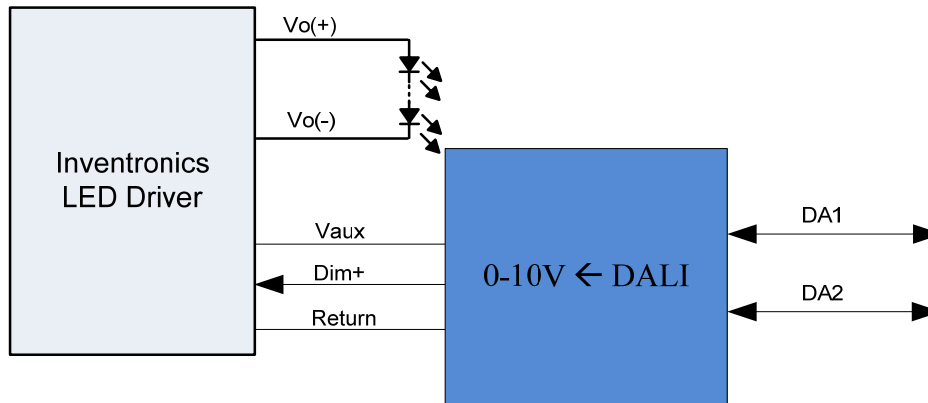 Vo(+)
Vo(-)
Inventronics
LED Driver
Vaux
Dim+
Return
0-10V ← DALI
DA1
DA2